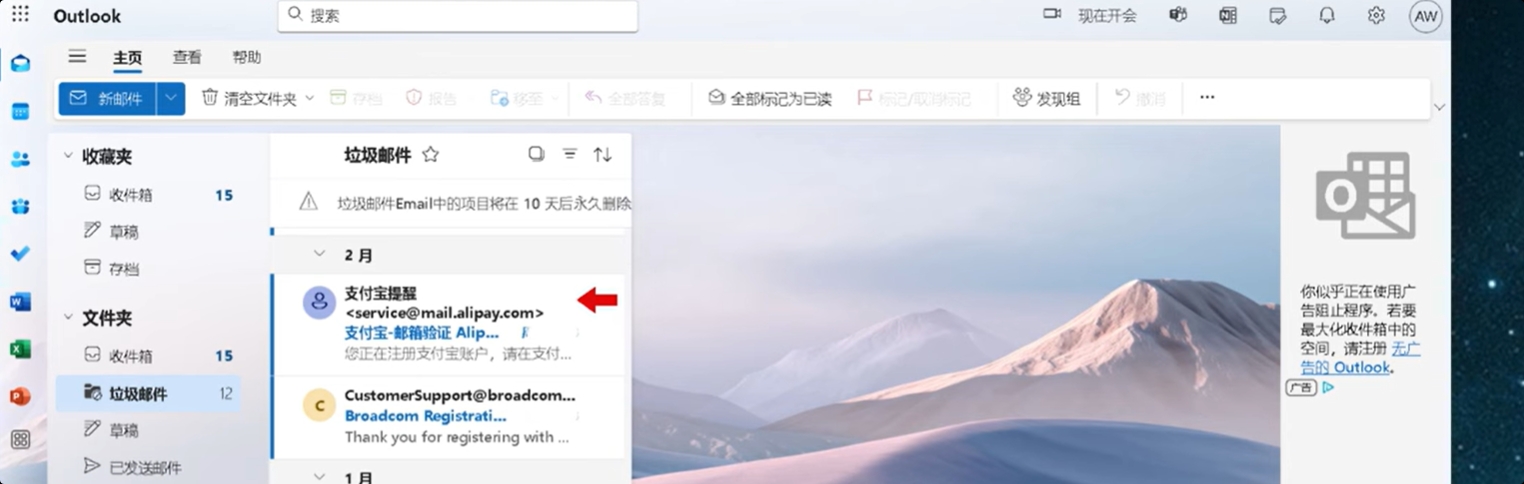 Outlook
搜索
现在开会
AW
主页 查看 帮助
新邮件
清空文件夹
存档
报告
移至
全部答复
全部标记为已读
标记/取消标记
发现组
撤消
收藏夹
收件箱 15
草稿
存档
文件夹
收件箱 15
垃圾邮件 12
草稿
已发送邮件
垃圾邮件
垃圾邮件Email中的项目将在 10 天后永久删除
2 月
支付宝提醒
<service@mail.alipay.com>
支付宝-邮箱验证 Alip...
您正在注册支付宝账户，请在支付...
C
CustomerSupport@broadcom...
Broadcom Registrati...
Thank you for registering with ...
1 月
你似乎正在使用广
告阻止程序。若要
最大化收件箱中的
空间，请注册 无广
告的 Outlook。
广告